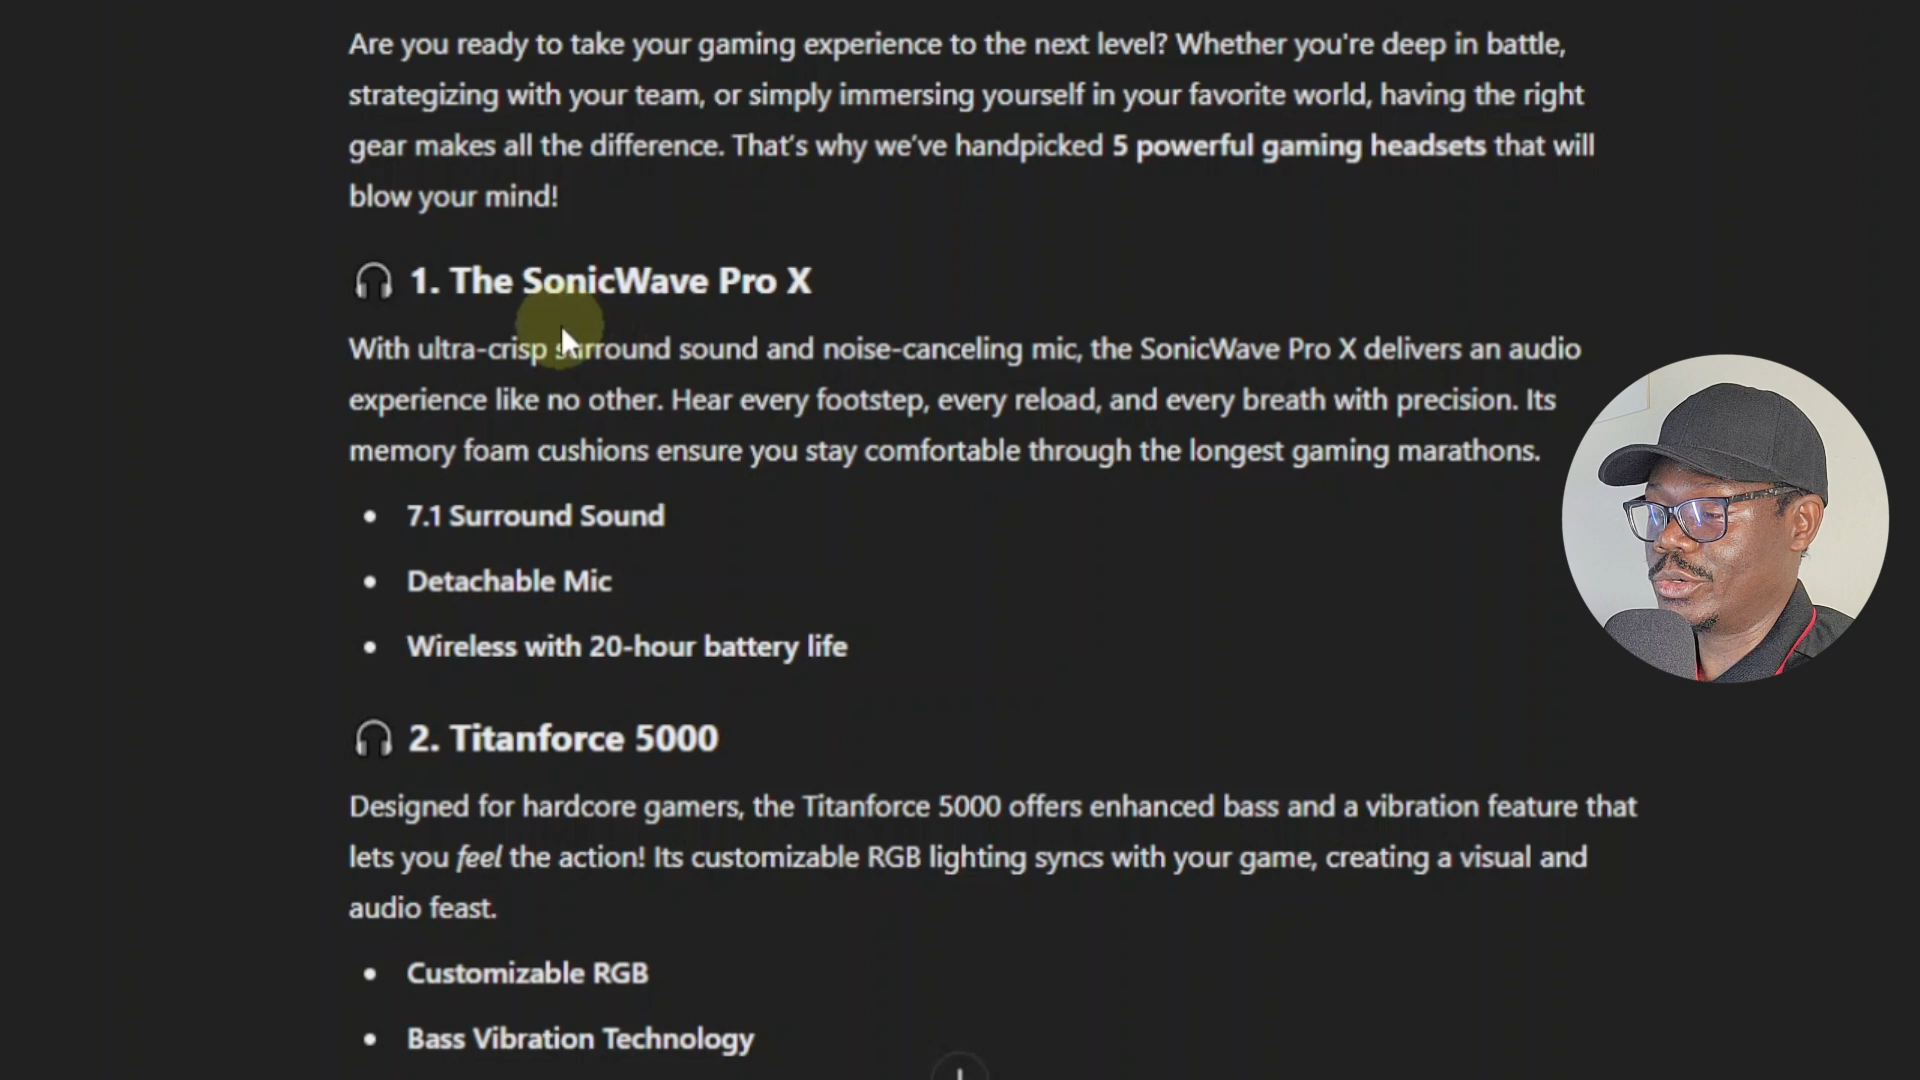 Are you ready to take your gaming experience to the next level? Whether you're deep in battle,
strategizing with your team, or simply immersing yourself in your favorite world, having the right
gear makes all the difference. That's why we've handpicked 5 powerful gaming headsets that will
blow your mind!
1. The SonicWave Pro X
With ultra-crisp surround sound and noise-canceling mic, the SonicWave Pro X delivers an audio
experience like no other. Hear every footstep, every reload, and every breath with precision. Its
memory foam cushions ensure you stay comfortable through the longest gaming marathons.
• 7.1 Surround Sound
• Detachable Mic
• Wireless with 20-hour battery life
2. Titanforce 5000
Designed for hardcore gamers, the Titanforce 5000 offers enhanced bass and a vibration feature that
lets you feel the action! Its customizable RGB lighting syncs with your game, creating a visual and
audio feast.
• Customizable RGB
• Bass Vibration Technology